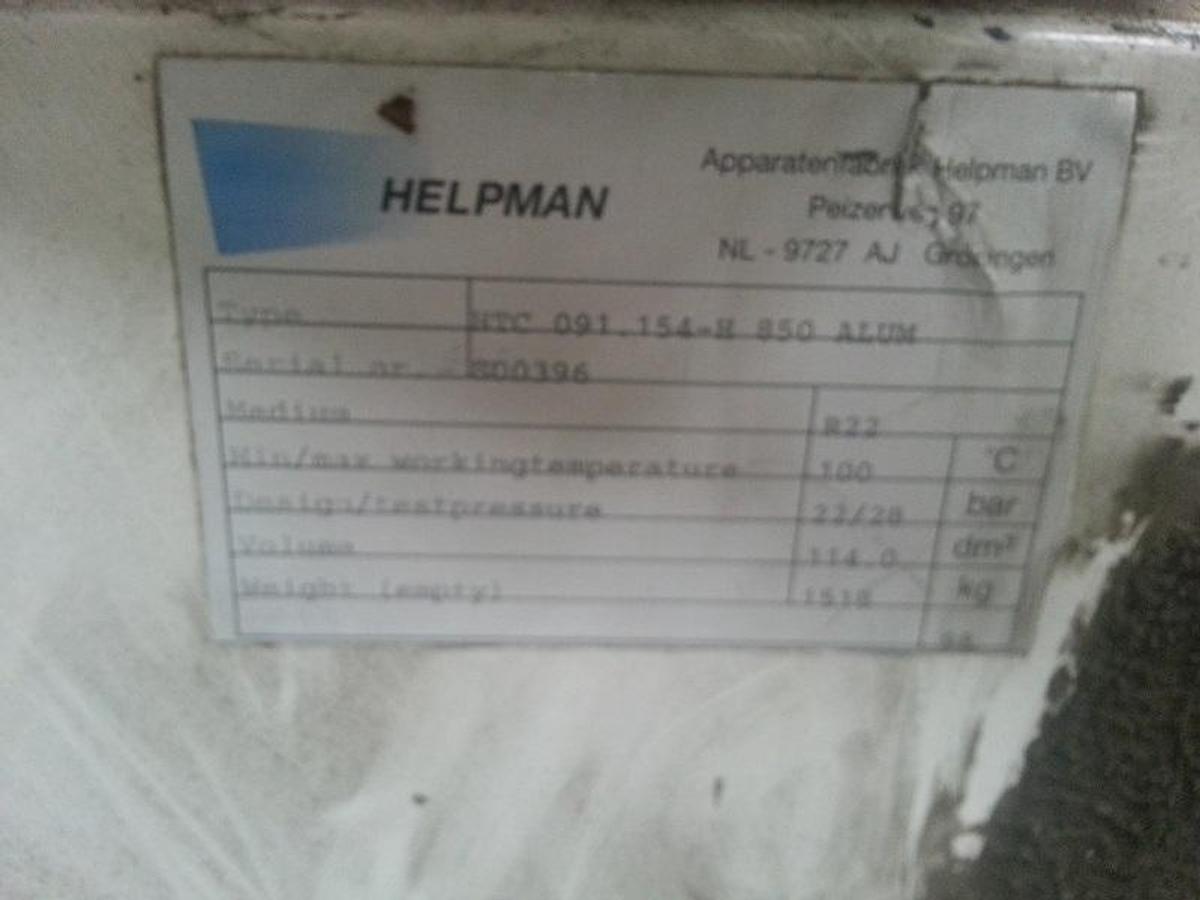 HELPMAN
Apparatenfabriek Helpman BV
Peizerweg 97
NL - 9727 AJ Groningen
Type HTC 091.154-H 850 ALUM
Serial nr. 800396
Medium R22
Min/max workingtemperature 100 °C
Design/testpressure 22/28 bar
Volume 114.0 dm³
Weight (empty) 1518 kg